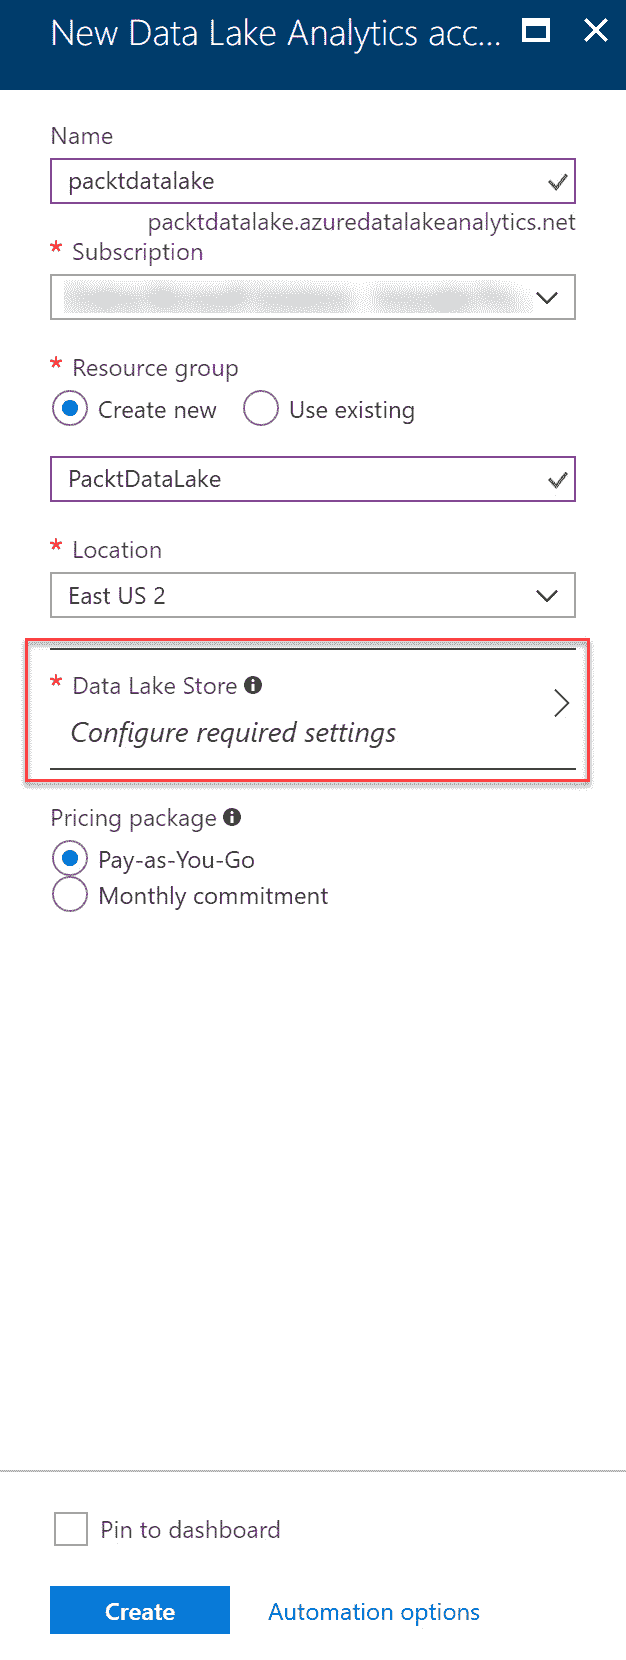 New Data Lake Analytics acc...
Name
packtdatalake
packtdatalake.azuredatalakeanalytics.net
* Subscription
* Resource group
Create new Use existing
PacktDataLake
* Location
East US 2
* Data Lake Store
Configure required settings
Pricing package
Pay-as-You-Go
Monthly commitment
Pin to dashboard
Create Automation options